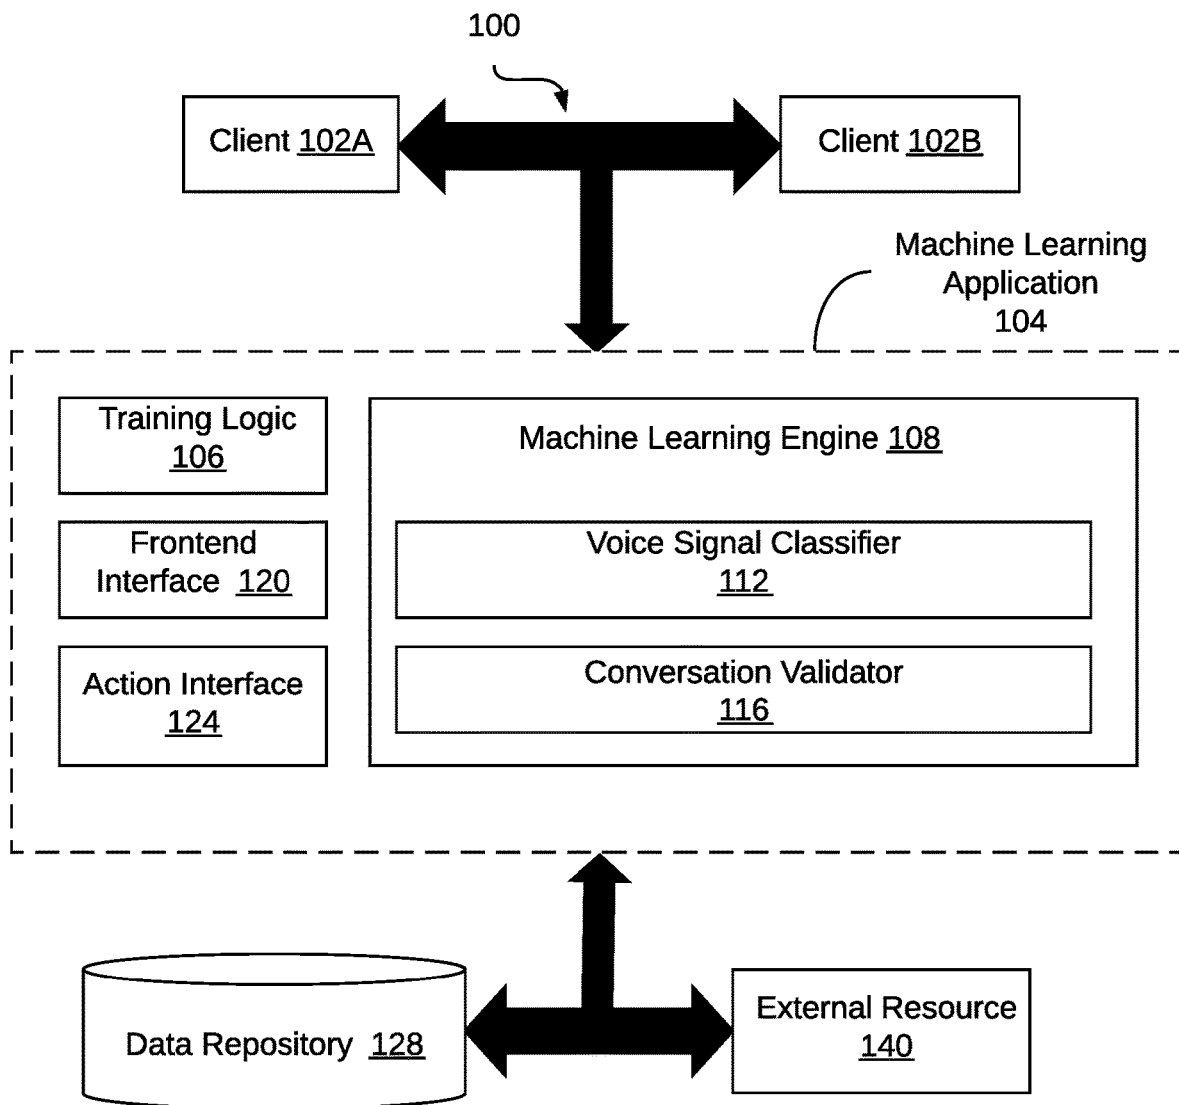 100
Client 102A
Client 102B
Machine Learning
Application
104
Training Logic
106
Machine Learning Engine 108
Frontend
Interface 120
Voice Signal Classifier
112
Action Interface
124
Conversation Validator
116
Data Repository 128
External Resource
140